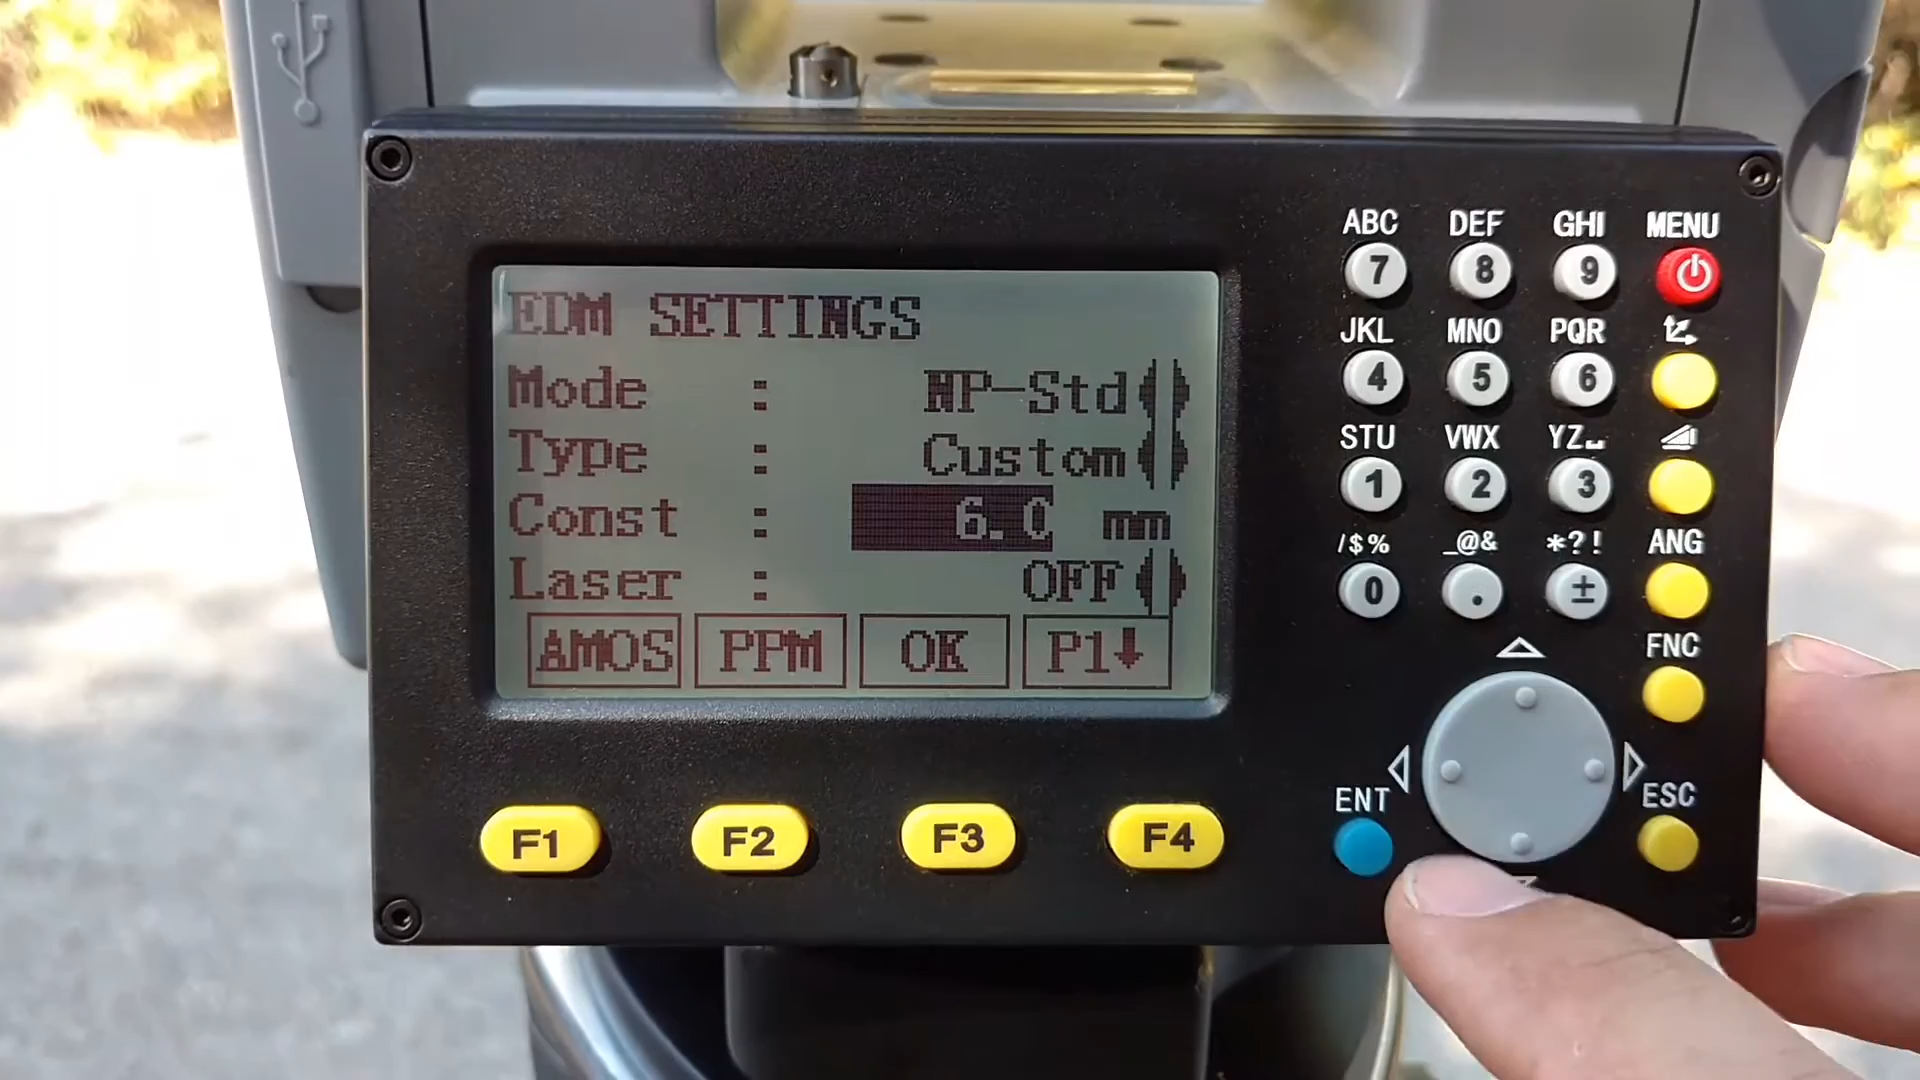 EDM SETTINGS
Mode : NP-Std
Type : Custom
Const : 6.0 mm
Laser : OFF
AMOS PPM OK P1↓
F1 F2 F3 F4
ABC DEF GHI MENU
7 8 9
JKL MNO PQR
4 5 6
STU VWX YZ␣
1 2 3
/$% _@& *?! ANG
0 . ±
FNC
ENT ESC